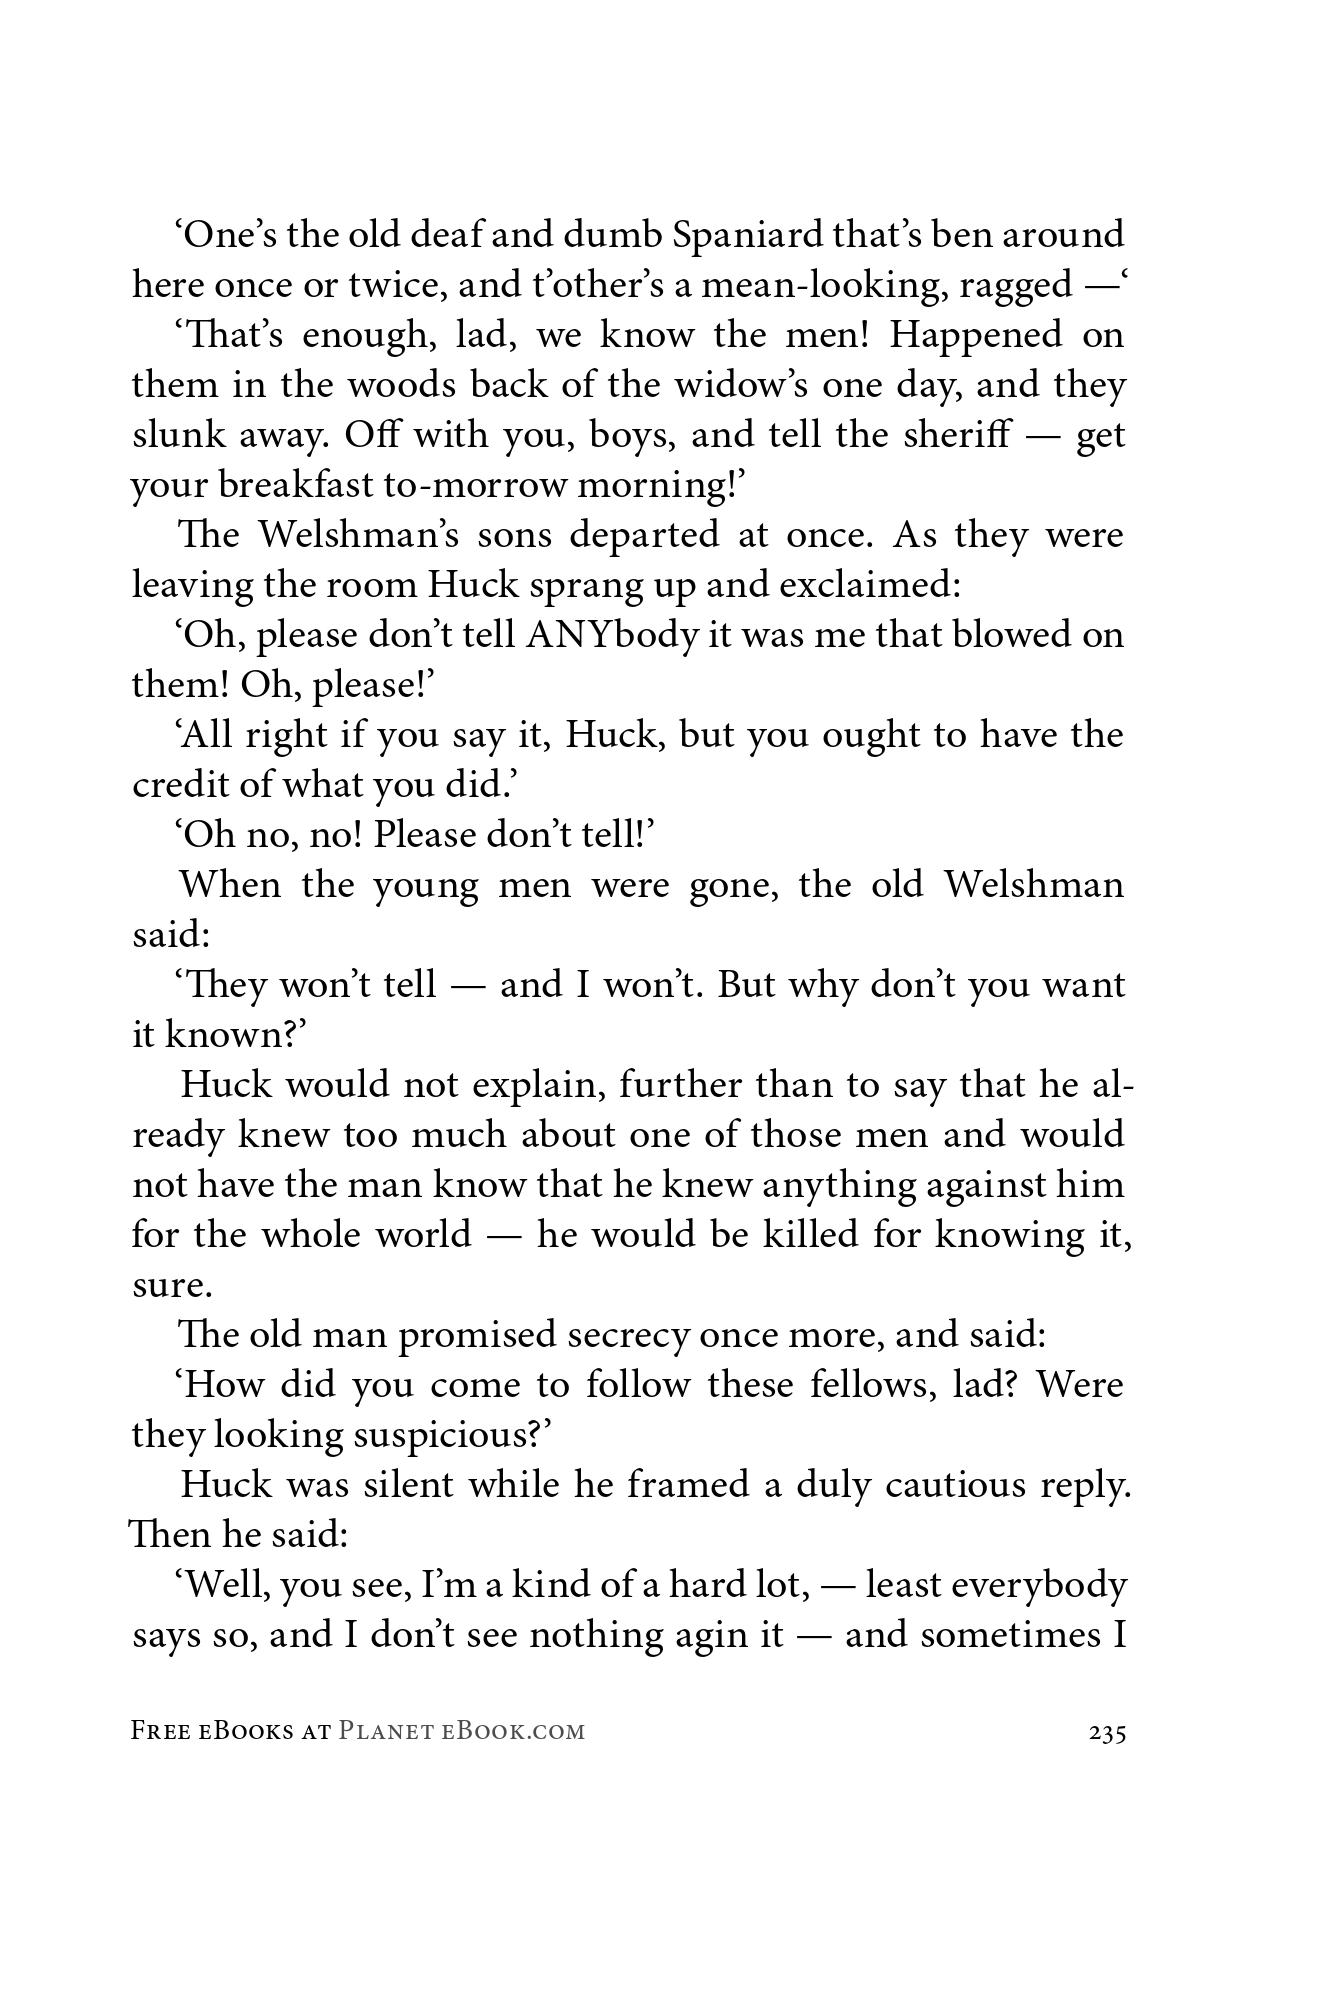 ‘One’s the old deaf and dumb Spaniard that’s ben around
here once or twice, and t’other’s a mean-looking, ragged —‘
‘That’s enough, lad, we know the men! Happened on
them in the woods back of the widow’s one day, and they
slunk away. Off with you, boys, and tell the sheriff — get
your breakfast to-morrow morning!’
The Welshman’s sons departed at once. As they were
leaving the room Huck sprang up and exclaimed:
‘Oh, please don’t tell ANYbody it was me that blowed on
them! Oh, please!’
‘All right if you say it, Huck, but you ought to have the
credit of what you did.’
‘Oh no, no! Please don’t tell!’
When the young men were gone, the old Welshman
said:
‘They won’t tell — and I won’t. But why don’t you want
it known?’
Huck would not explain, further than to say that he al-
ready knew too much about one of those men and would
not have the man know that he knew anything against him
for the whole world — he would be killed for knowing it,
sure.
The old man promised secrecy once more, and said:
‘How did you come to follow these fellows, lad? Were
they looking suspicious?’
Huck was silent while he framed a duly cautious reply.
Then he said:
‘Well, you see, I’m a kind of a hard lot, — least everybody
says so, and I don’t see nothing agin it — and sometimes I
Free eBooks at Planet eBook.com 235